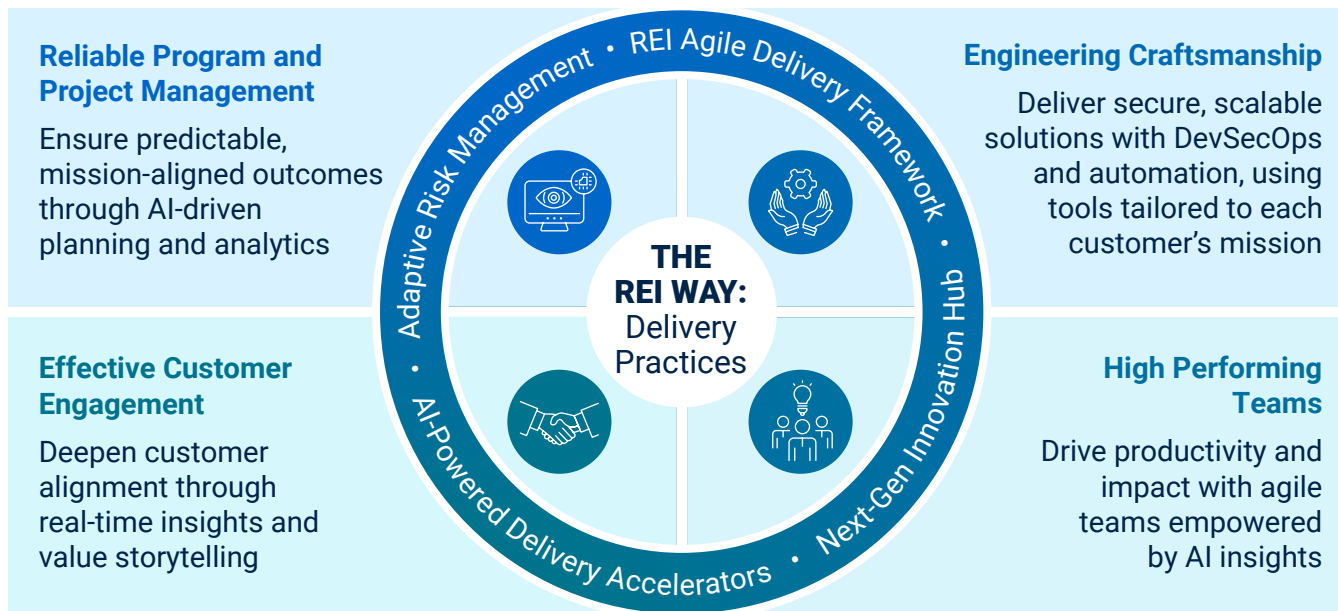 Reliable Program and
Project Management
Ensure predictable,
mission-aligned outcomes
through AI-driven
planning and analytics
Engineering Craftsmanship
Deliver secure, scalable
solutions with DevSecOps
and automation, using
tools tailored to each
customer’s mission
Adaptive Risk Management • REI Agile Delivery Framework • Next-Gen Innovation Hub • AI-Powered Delivery Accelerators •
THE
REI WAY:
Delivery
Practices
Effective Customer
Engagement
Deepen customer
alignment through
real-time insights and
value storytelling
High Performing
Teams
Drive productivity and
impact with agile
teams empowered
by AI insights